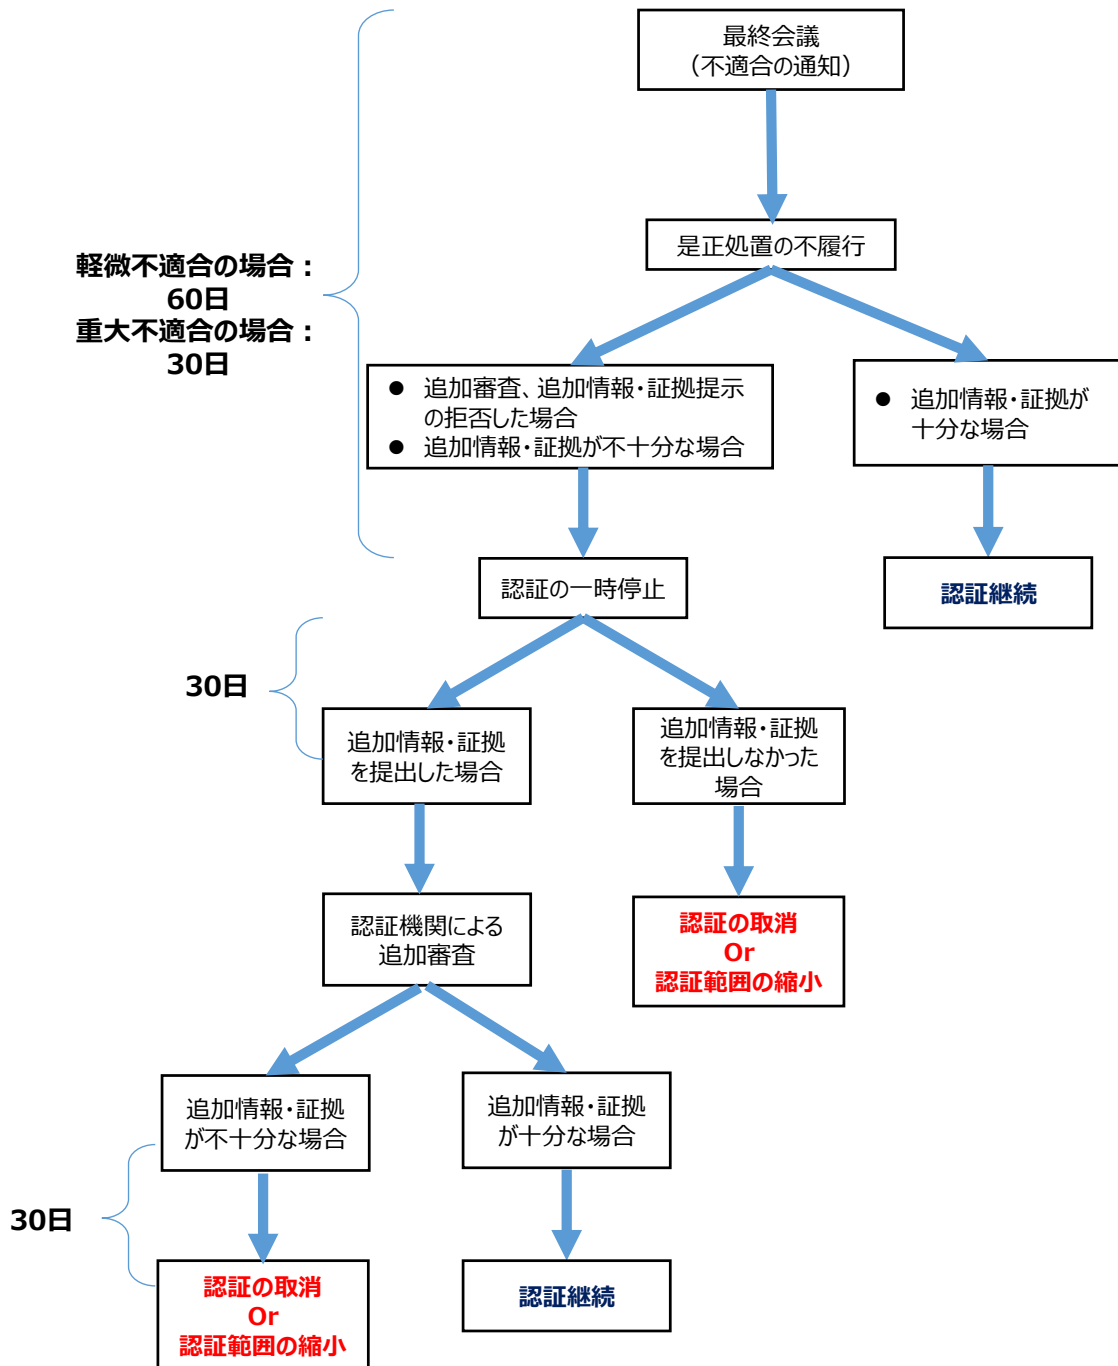 最終会議
（不適合の通知）
是正処置の不履行
軽微不適合の場合：
60日
重大不適合の場合：
30日
● 追加審査、追加情報・証拠提示
の拒否した場合
● 追加情報・証拠が不十分な場合
● 追加情報・証拠が
十分な場合
認証の一時停止
認証継続
30日
追加情報・証拠
を提出した場合
追加情報・証拠
を提出しなかった
場合
認証機関による
追加審査
認証の取消
Or
認証範囲の縮小
追加情報・証拠
が不十分な場合
追加情報・証拠
が十分な場合
30日
認証の取消
Or
認証範囲の縮小
認証継続